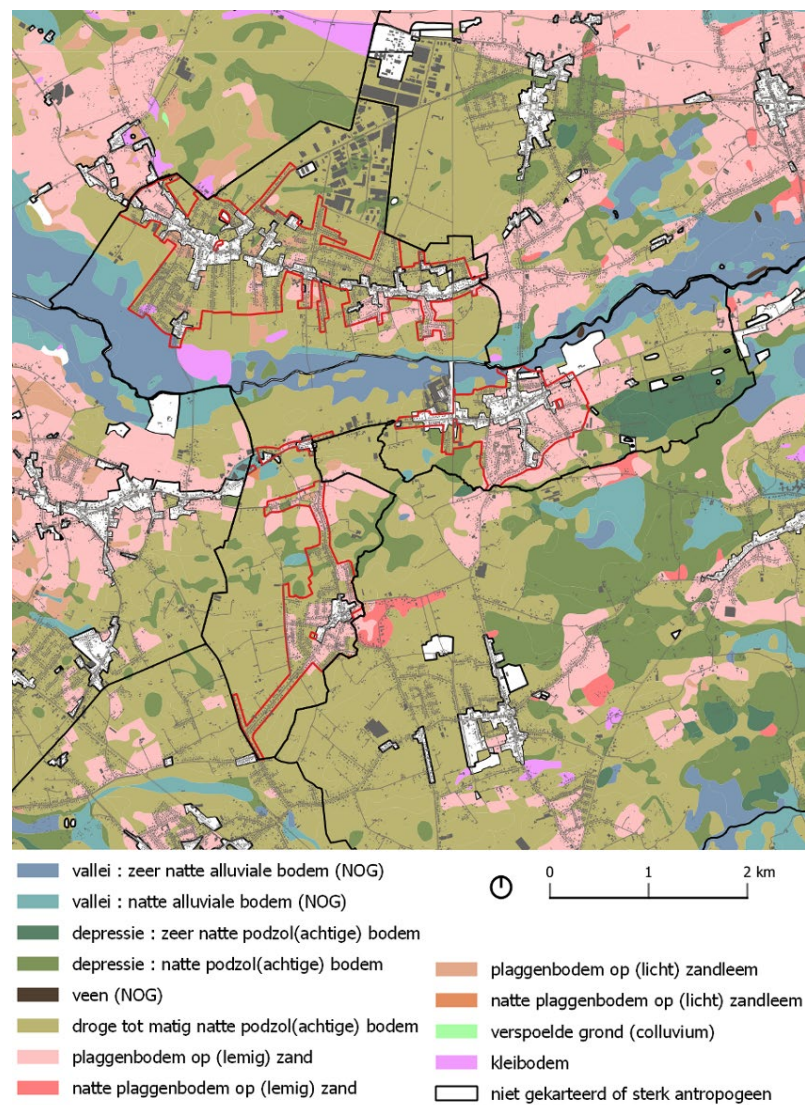 vallei : zeer natte alluviale bodem (NOG)
vallei : natte alluviale bodem (NOG)
depressie : zeer natte podzol(achtige) bodem
depressie : natte podzol(achtige) bodem
veen (NOG)
droge tot matig natte podzol(achtige) bodem
plaggenbodem op (lemig) zand
natte plaggenbodem op (lemig) zand
0 1 2 km
plaggenbodem op (licht) zandleem
natte plaggenbodem op (licht) zandleem
verspoelde grond (colluvium)
kleibodem
niet gekarteerd of sterk antropogeen